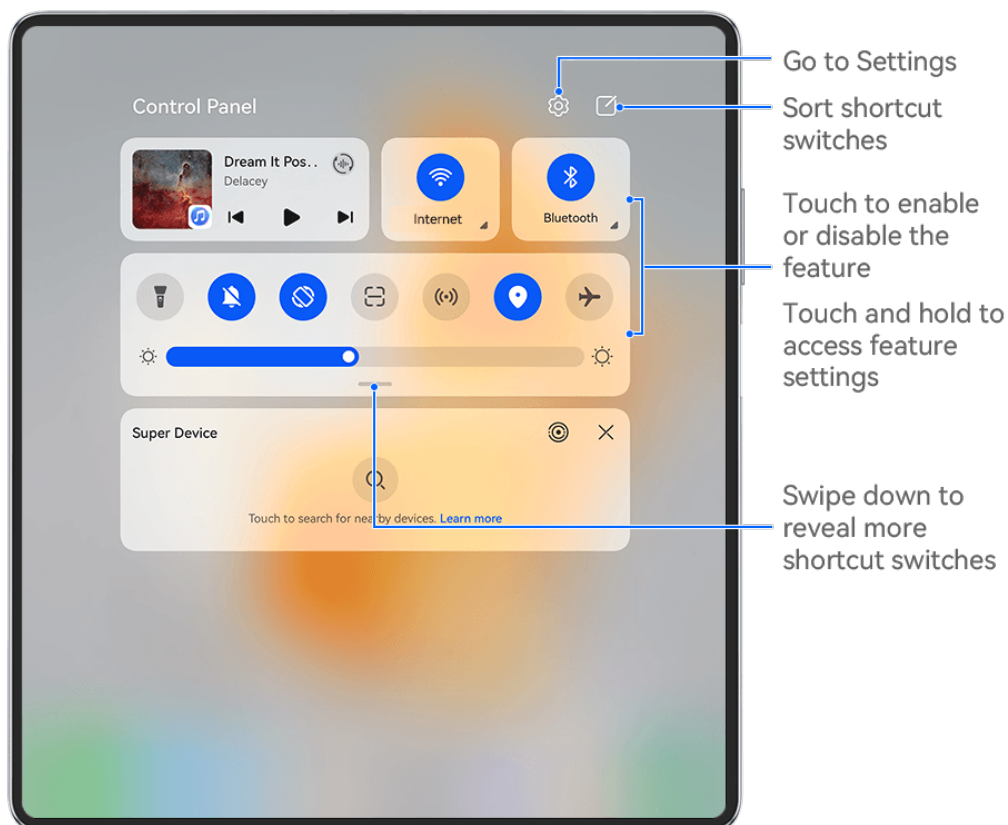 Go to Settings
Control Panel
Sort shortcut
switches
Dream It Pos. .
Delacey
Internet
Bluetooth
Touch to enable
or disable the
feature
Touch and hold to
access feature
settings
Super Device
Touch to search for nearby devices. Learn more
Swipe down to
reveal more
shortcut switches